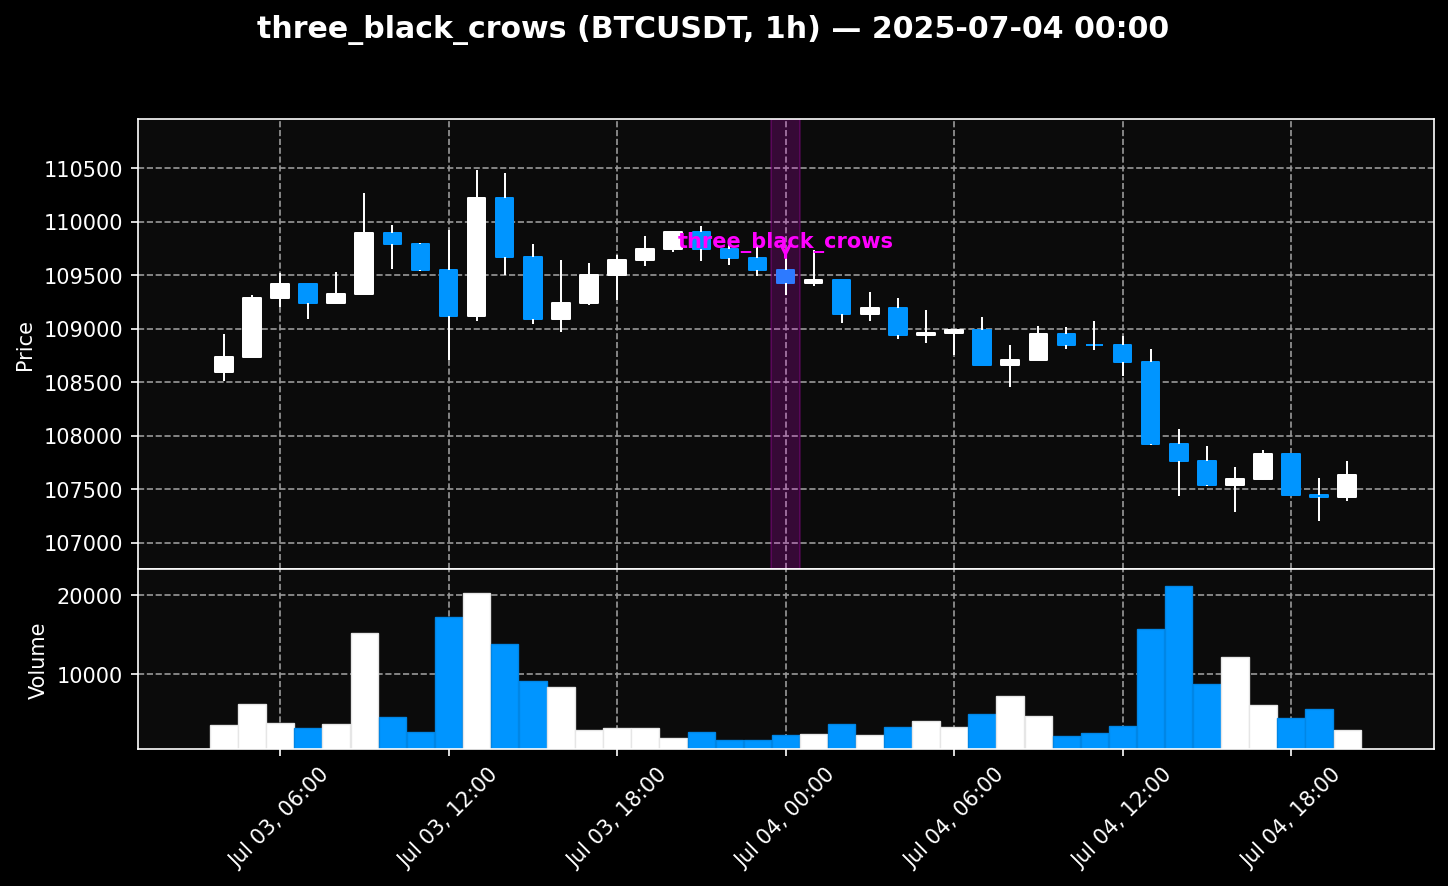 three_black_crows (BTCUSDT, 1h) — 2025-07-04 00:00
110500
110000
109500
109000
108500
108000
107500
107000
Price
three_black_crows
20000
10000
Volume
Jul 03, 06:00
Jul 03, 12:00
Jul 03, 18:00
Jul 04, 00:00
Jul 04, 06:00
Jul 04, 12:00
Jul 04, 18:00